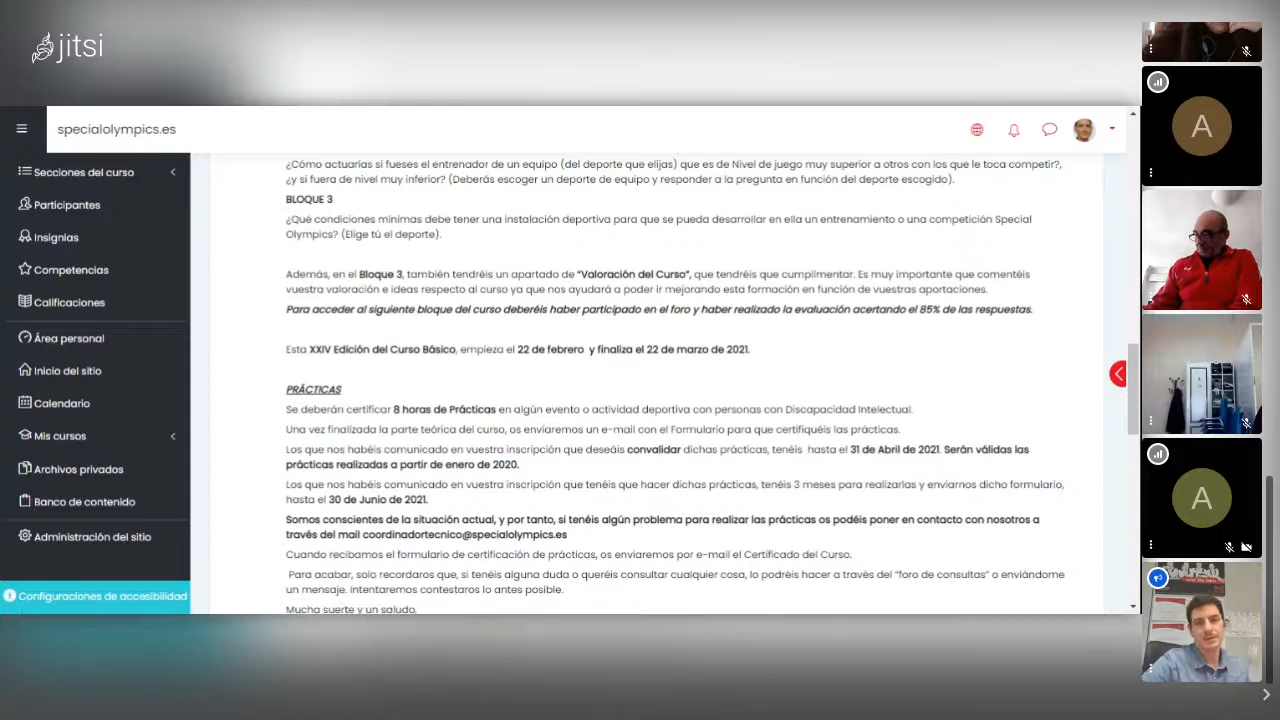 jitsi
specialolympics.es
Secciones del curso
Participantes
Insignias
Competencias
Calificaciones
Área personal
Inicio del sitio
Calendario
Mis cursos
Archivos privados
Banco de contenido
Administración del sitio
Configuraciones de accesibilidad
¿Cómo actuarías si fueses el entrenador de un equipo (del deporte que elijas) que es de Nivel de juego muy superior a otros con los que le toca competir?,
¿y si fuera de nivel muy inferior? (Deberás escoger un deporte de equipo y responder a la pregunta en función del deporte escogido).
BLOQUE 3
¿Qué condiciones mínimas debe tener una instalación deportiva para que se pueda desarrollar en ella un entrenamiento o una competición Special
Olympics? (Elige tú el deporte).
Además, en el Bloque 3, también tendréis un apartado de “Valoración del Curso”, que tendréis que cumplimentar. Es muy importante que comentéis
vuestra valoración e ideas respecto al curso ya que nos ayudará a poder ir mejorando esta formación en función de vuestras aportaciones.
Para acceder al siguiente bloque del curso deberéis haber participado en el foro y haber realizado la evaluación acertando el 85% de las respuestas.
Esta XXIV Edición del Curso Básico, empieza el 22 de febrero y finaliza el 22 de marzo de 2021.
PRÁCTICAS
Se deberán certificar 8 horas de Prácticas en algún evento o actividad deportiva con personas con Discapacidad Intelectual.
Una vez finalizada la parte teórica del curso, os enviaremos un e-mail con el Formulario para que certifiquéis las prácticas.
Los que nos habéis comunicado en vuestra inscripción que deseáis convalidar dichas prácticas, tenéis hasta el 31 de Abril de 2021. Serán válidas las
prácticas realizadas a partir de enero de 2020.
Los que nos habéis comunicado en vuestra inscripción que tenéis que hacer dichas prácticas, tenéis 3 meses para realizarlas y enviarnos dicho formulario,
hasta el 30 de Junio de 2021.
Somos conscientes de la situación actual, y por tanto, si tenéis algún problema para realizar las prácticas os podéis poner en contacto con nosotros a
través del mail coordinadortecnico@specialolympics.es
Cuando recibamos el formulario de certificación de prácticas, os enviaremos por e-mail el Certificado del Curso.
Para acabar, solo recordaros que, si tenéis alguna duda o queréis consultar cualquier cosa, lo podréis hacer a través del “foro de consultas” o enviándome
un mensaje. Intentaremos contestaros lo antes posible.
Mucha suerte y un saludo,
A
A